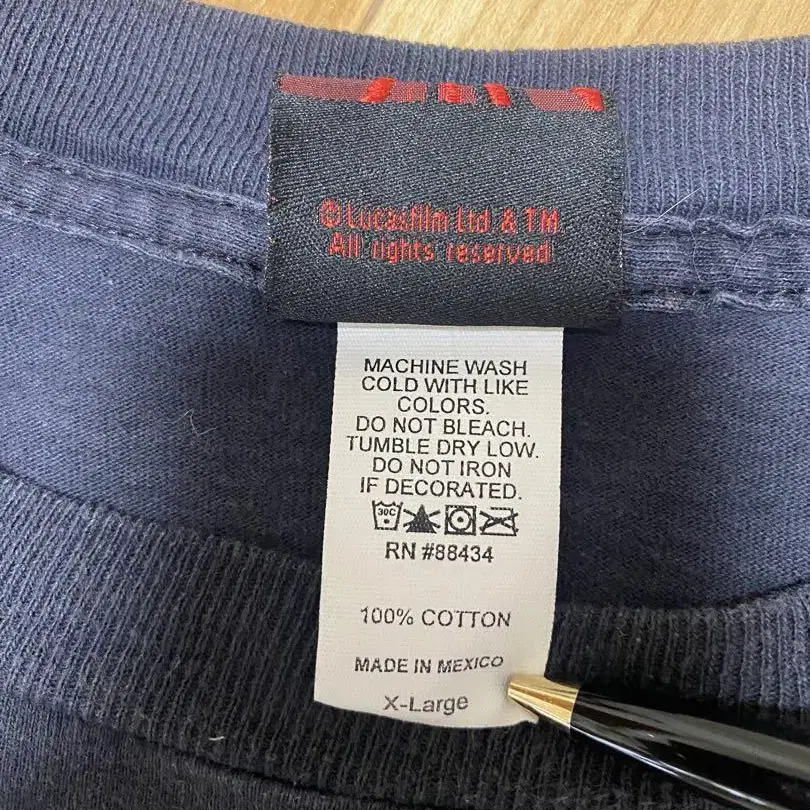 ©Lucasfilm Ltd & TM
All rights reserved
MACHINE WASH
COLD WITH LIKE
COLORS.
DO NOT BLEACH.
TUMBLE DRY LOW.
DO NOT IRON
IF DECORATED.
30C
RN #88434
100% COTTON
MADE IN MEXICO
X-Large